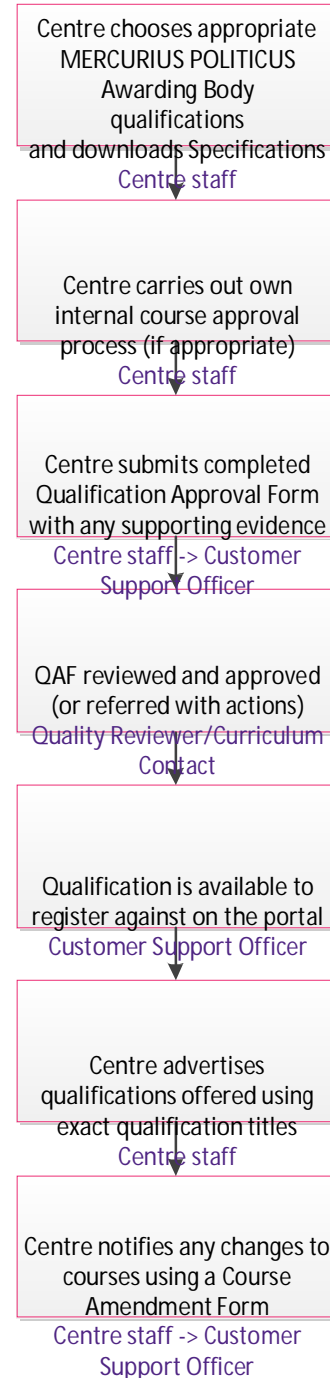 Centre chooses appropriate
MERCURIUS POLITICUS
Awarding Body
qualifications
and downloads Specifications
Centre staff
Centre carries out own
internal course approval
process (if appropriate)
Centre staff
Centre submits completed
Qualification Approval Form
with any supporting evidence
Centre staff -> Customer
Support Officer
QAF reviewed and approved
(or referred with actions)
Quality Reviewer/Curriculum
Contact
Qualification is available to
register against on the portal
Customer Support Officer
Centre advertises
qualifications offered using
exact qualification titles
Centre staff
Centre notifies any changes to
courses using a Course
Amendment Form
Centre staff -> Customer
Support Officer